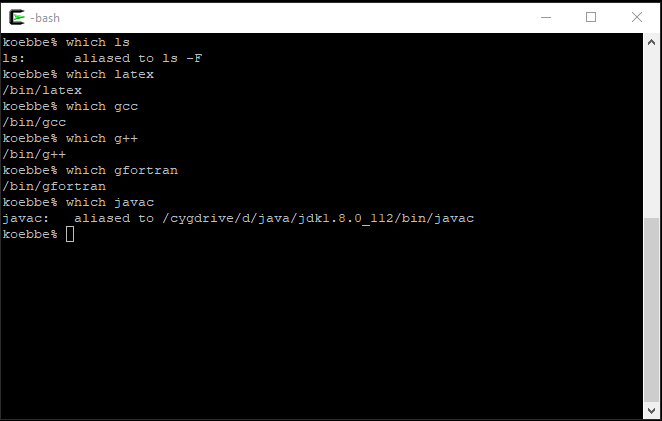 -bash
koebbe% which ls
ls:      aliased to ls -F
koebbe% which latex
/bin/latex
koebbe% which gcc
/bin/gcc
koebbe% which g++
/bin/g++
koebbe% which gfortran
/bin/gfortran
koebbe% which javac
javac:   aliased to /cygdrive/d/java/jdk1.8.0_112/bin/javac
koebbe%